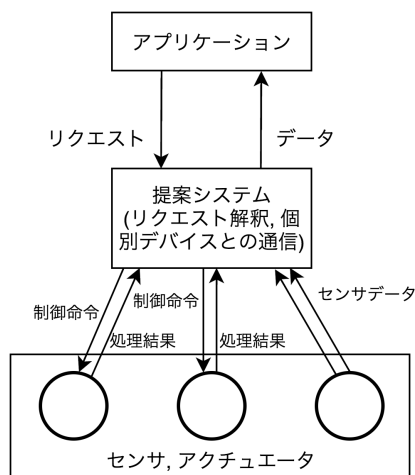 アプリケーション
リクエスト
データ
提案システム
(リクエスト解釈, 個
別デバイスとの通信)
制御命令
制御命令
センサデータ
処理結果
処理結果
センサ, アクチュエータ